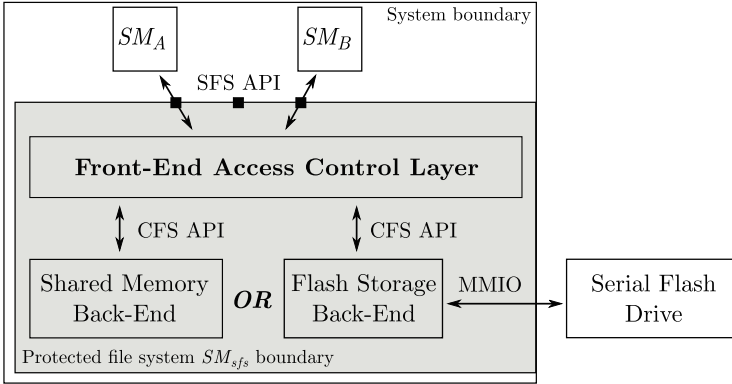 System boundary
SM_A SM_B
SFS API
Front-End Access Control Layer
CFS API CFS API
Shared Memory
Back-End
OR
Flash Storage
Back-End
MMIO
Serial Flash
Drive
Protected file system SM_sfs boundary